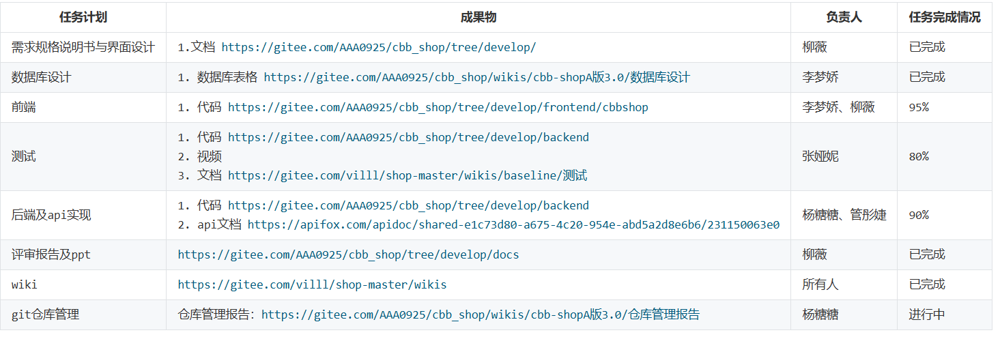 任务计划 成果物 负责人 任务完成情况
需求规格说明书与界面设计 1.文档 https://gitee.com/AAA0925/cbb_shop/tree/develop/ 柳薇 已完成
数据库设计 1. 数据库表格 https://gitee.com/AAA0925/cbb_shop/wikis/cbb-shopA版3.0/数据库设计 李梦娇 已完成
前端 1. 代码 https://gitee.com/AAA0925/cbb_shop/tree/develop/frontend/cbbshop 李梦娇、柳薇 95%
1. 代码 https://gitee.com/AAA0925/cbb_shop/tree/develop/backend
测试 2. 视频 张娅妮 80%
3. 文档 https://gitee.com/villl/shop-master/wikis/baseline/测试
后端及api实现 1. 代码 https://gitee.com/AAA0925/cbb_shop/tree/develop/backend 杨糖糖、管彤婕 90%
2. api文档 https://apifox.com/apidoc/shared-e1c73d80-a675-4c20-954e-abd5a2d8e6b6/231150063e0
评审报告及ppt https://gitee.com/AAA0925/cbb_shop/tree/develop/docs 柳薇 已完成
wiki https://gitee.com/villl/shop-master/wikis 所有人 已完成
git仓库管理 仓库管理报告：https://gitee.com/AAA0925/cbb_shop/wikis/cbb-shopA版3.0/仓库管理报告 杨糖糖 进行中